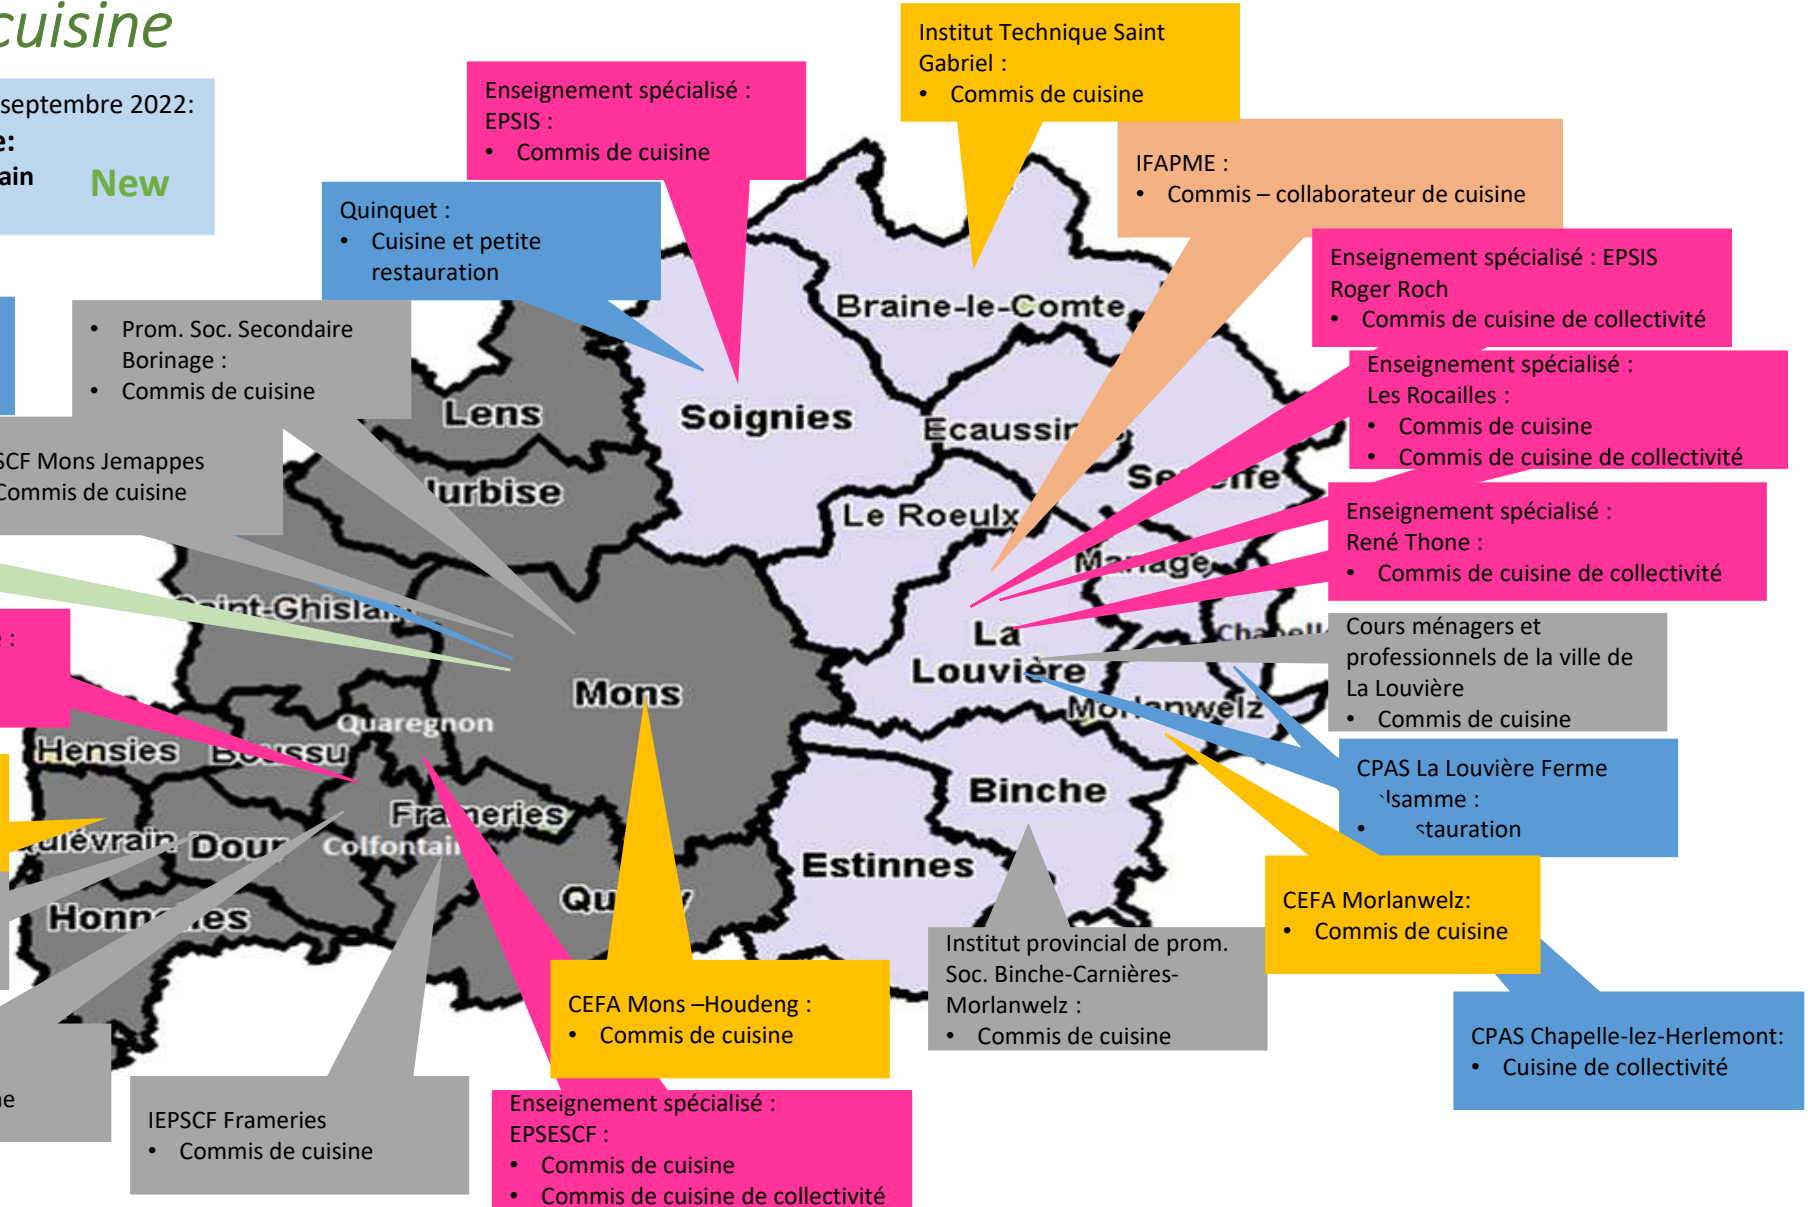 cuisine
septembre 2022:
New
Enseignement spécialisé :
EPSIS :
• Commis de cuisine
Institut Technique Saint
Gabriel :
• Commis de cuisine
IFAPME :
• Commis – collaborateur de cuisine
Quinquet :
• Cuisine et petite
restauration
Enseignement spécialisé : EPSIS
Roger Roch
• Commis de cuisine de collectivité
• Prom. Soc. Secondaire
Borinage :
• Commis de cuisine
Enseignement spécialisé :
Les Rocailles :
• Commis de cuisine
• Commis de cuisine de collectivité
SCF Mons Jemappes
Commis de cuisine
Enseignement spécialisé :
René Thone :
• Commis de cuisine de collectivité
Cours ménagers et
professionnels de la ville de
La Louvière
• Commis de cuisine
CPAS La Louvière Ferme
CEFA Morlanwelz:
• Commis de cuisine
CPAS Chapelle-lez-Herlemont:
• Cuisine de collectivité
Institut provincial de prom.
Soc. Binche-Carnières-
Morlanwelz :
• Commis de cuisine
CEFA Mons –Houdeng :
• Commis de cuisine
Enseignement spécialisé :
EPSESCF :
• Commis de cuisine
• Commis de cuisine de collectivité
IEPSCF Frameries
• Commis de cuisine
Braine-le-Comte
Lens
Soignies
Le Roeulx
La
Louvière
Morlanwelz
Mons
Quaregnon
Hensies
Boussu
Frameries
Dour
Binche
Estinnes